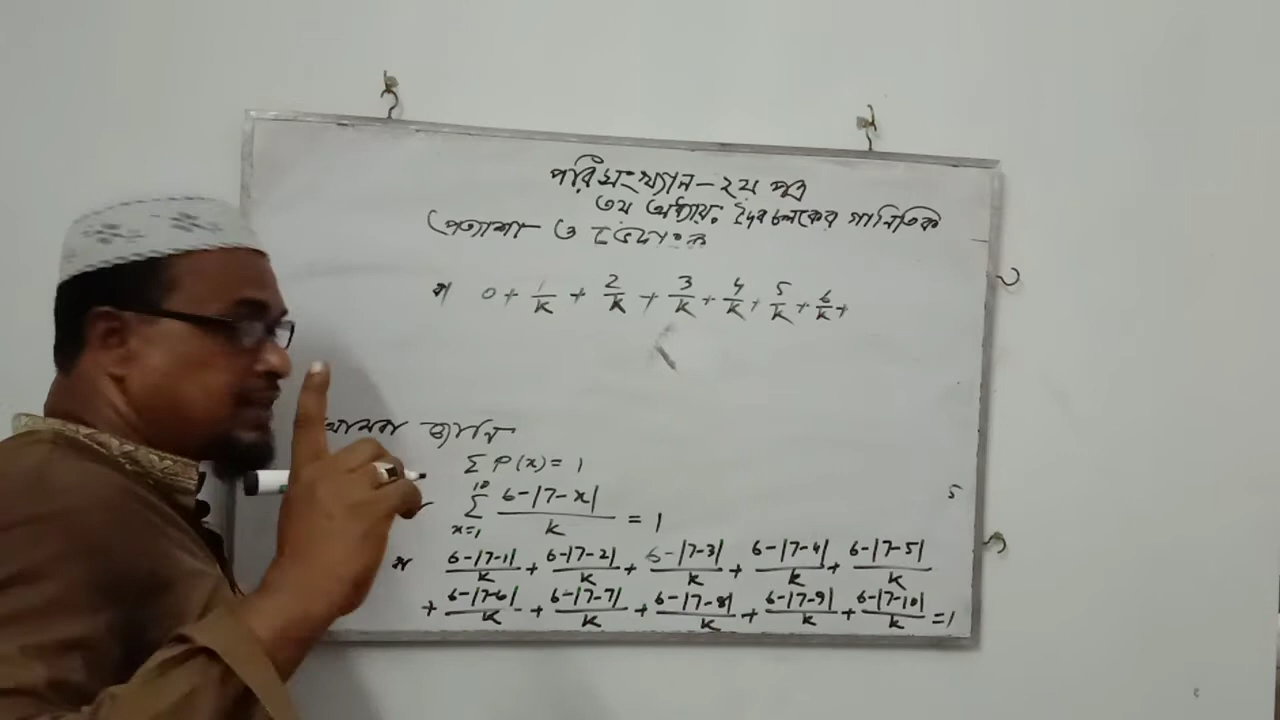 পরিসংখ্যান - ২য় পত্র
৩য় অধ্যায়: দৈব চলকের গানিতিক
প্রত্যাশা ও
বা 0 + 1/K + 2/K + 3/K + 4/K + 5/K + 6/K +
আমরা জানি
Σ P(x) = 1
10 Σ x=1 6-|7-x| / K = 1
বা 6-|7-1|/K + 6-|7-2|/K + 6-|7-3|/K + 6-|7-4|/K + 6-|7-5|/K
+ 6-|7-6|/K + 6-|7-7|/K + 6-|7-8|/K + 6-|7-9|/K + 6-|7-10|/K = 1
5